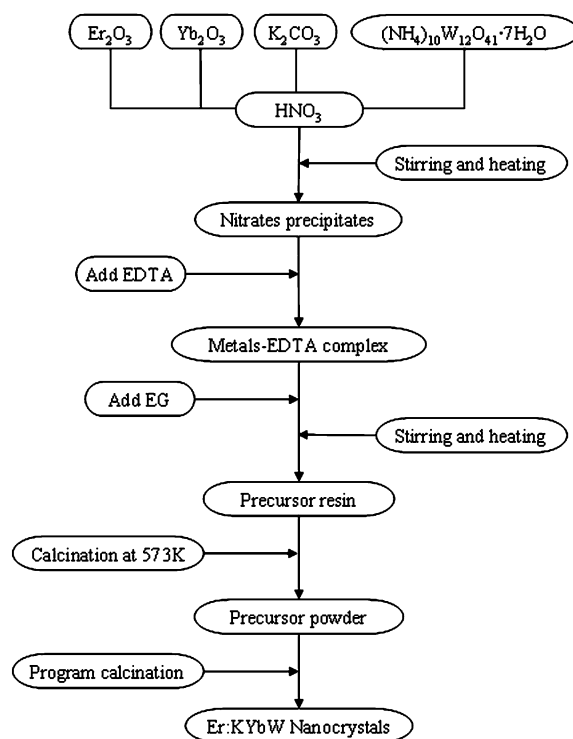 Er₂O₃
Yb₂O₃
K₂CO₃
(NH₄)₁₀W₁₂O₄₁·7H₂O
HNO₃
Stirring and heating
Nitrates precipitates
Add EDTA
Metals-EDTA complex
Add EG
Stirring and heating
Precursor resin
Calcination at 573K
Precursor powder
Program calcination
Er:KYbW Nanocrystals